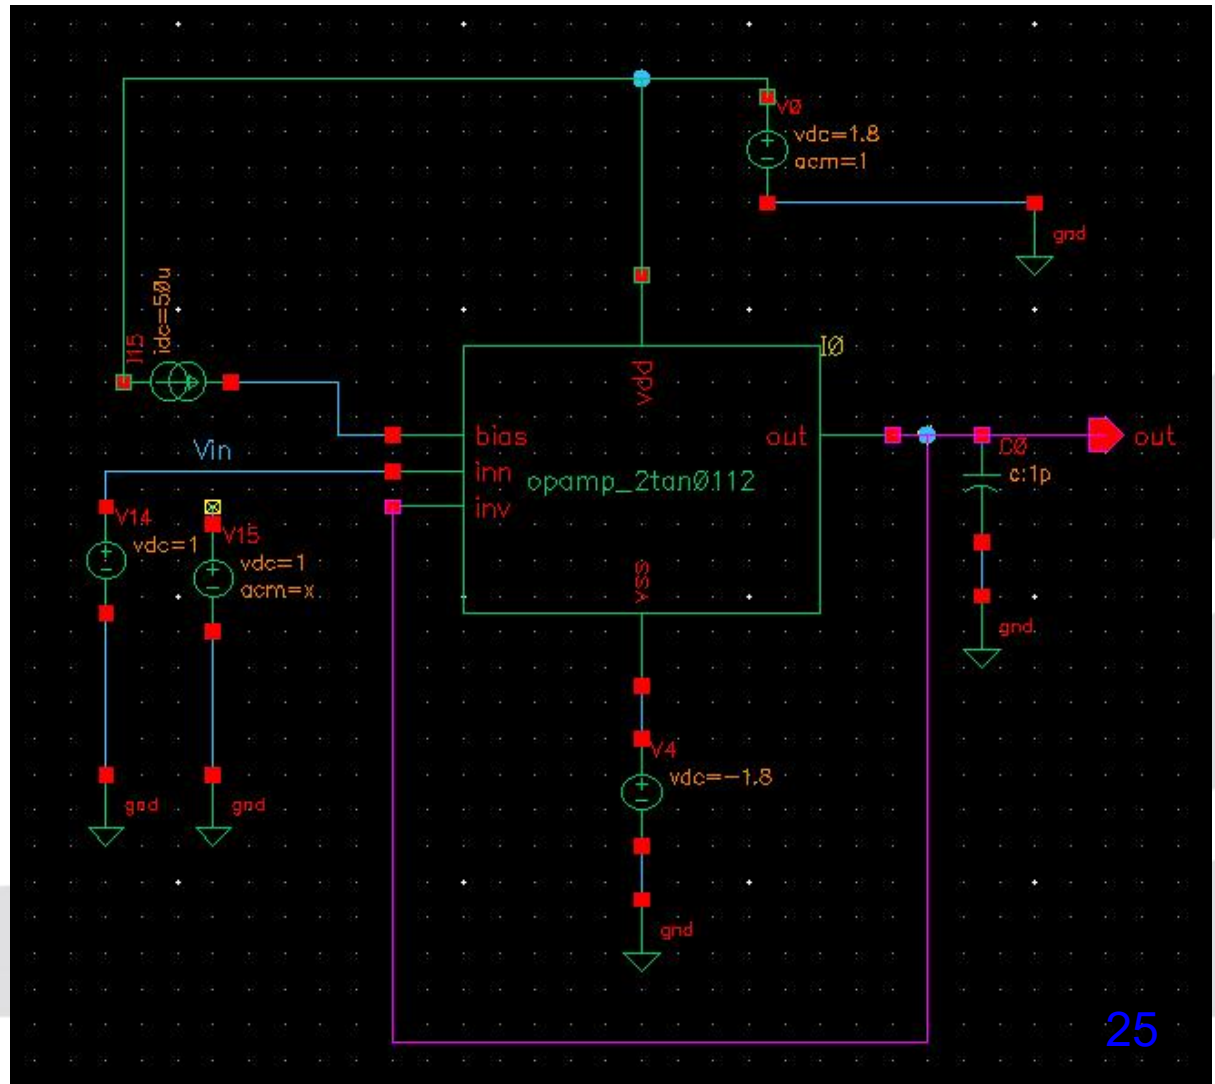 V0
vdc=1.8
acm=1
gnd
idc=50u
I15
I0
vdd
bias
out
out
Vin
inn
opamp_2tan0112
C0
c:1p
inv
V14
vdc=1
V15
vdc=1
acm=x
vss
gnd
V4
vdc=-1.8
gnd
gnd
gnd
25